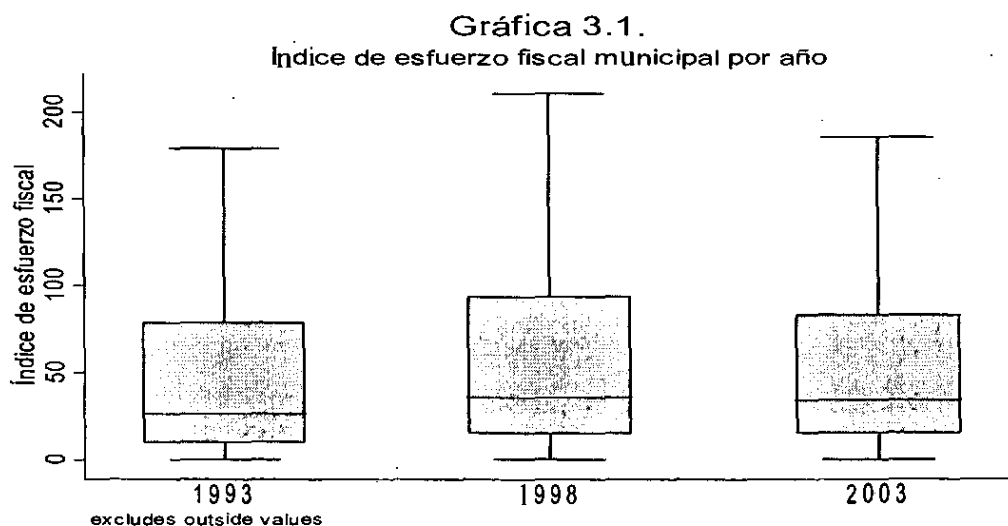 Gráfica 3.1.
Índice de esfuerzo fiscal municipal por año
Índice de esfuerzo fiscal
200
150
100
50
0
1993 1998 2003
excludes outside values